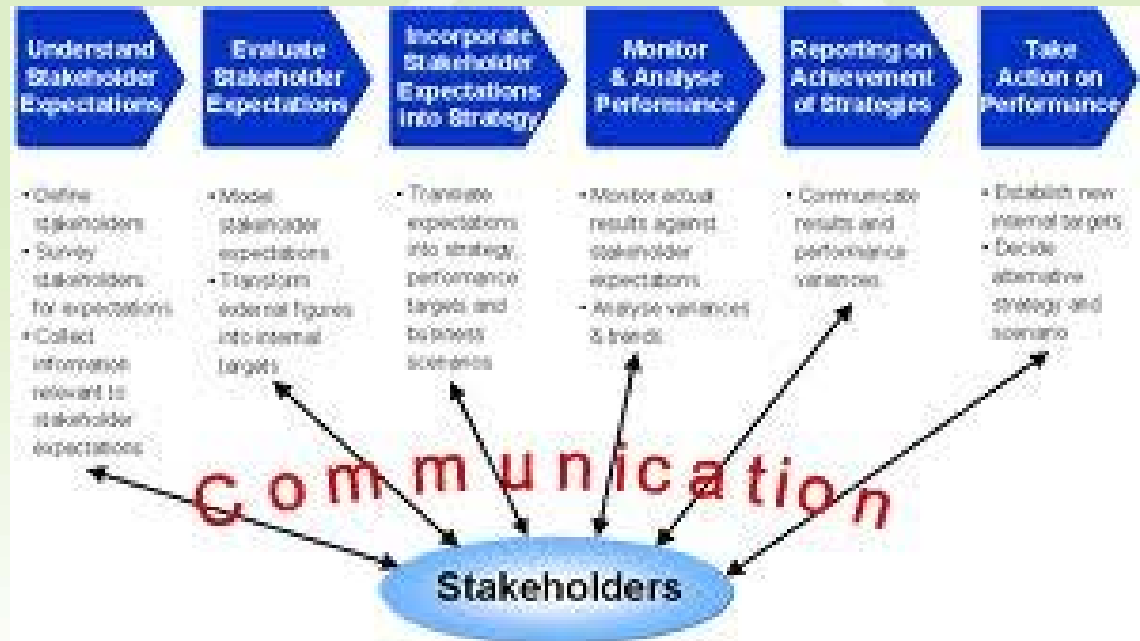 Understand
Stakeholder
Expectations
Evaluate
Stakeholder
Expectations
Incorporate
Stakeholder
Expectations
into Strategy
Monitor
& Analyse
Performance
Reporting on
Achievement
of Strategies
Take
Action on
Performance
• Define
stakeholders
• Survey
stakeholders
for expectations
• Collect
information
relevant to
stakeholder
expectations
• Model
stakeholder
expectations
• Transform
external figures
into internal
targets
• Translate
expectations
into strategy,
performance
targets and
business
scenarios
• Monitor actual
results against
stakeholder
expectations
• Analyse variances
& trends
• Communicate
results and
performance
variances
• Establish new
internal targets
• Decide
alternative
strategy and
scenario
Communication
Stakeholders